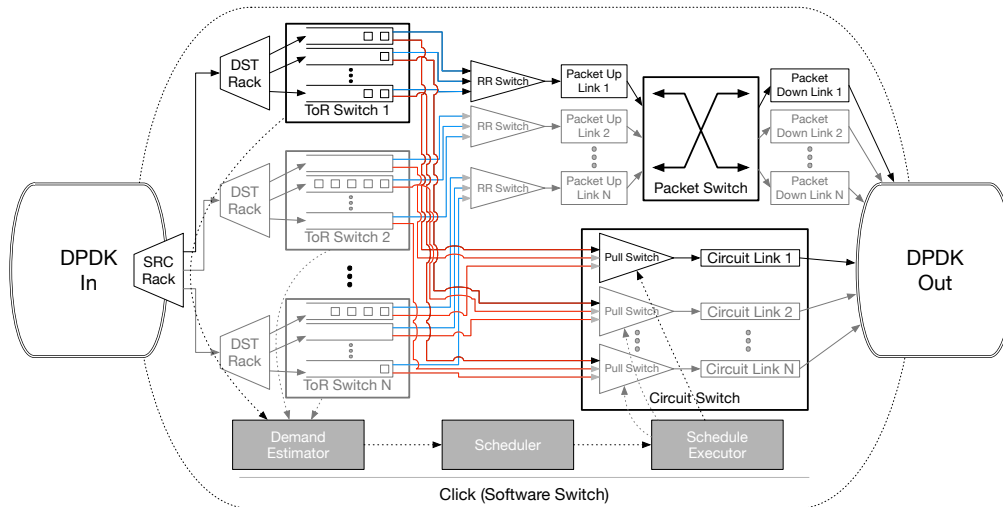 DST
Rack
ToR Switch 1
RR Switch
Packet Up
Link 1
Packet
Down Link 1
DST
Rack
ToR Switch 2
RR Switch
Packet Up
Link 2
Packet
Down Link 2
RR Switch
Packet Up
Link N
Packet Switch
Packet
Down Link N
DPDK
In
SRC
Rack
DPDK
Out
DST
Rack
ToR Switch N
Pull Switch
Circuit Link 1
Pull Switch
Circuit Link 2
Pull Switch
Circuit Link N
Circuit Switch
Demand
Estimator
Scheduler
Schedule
Executor
Click (Software Switch)